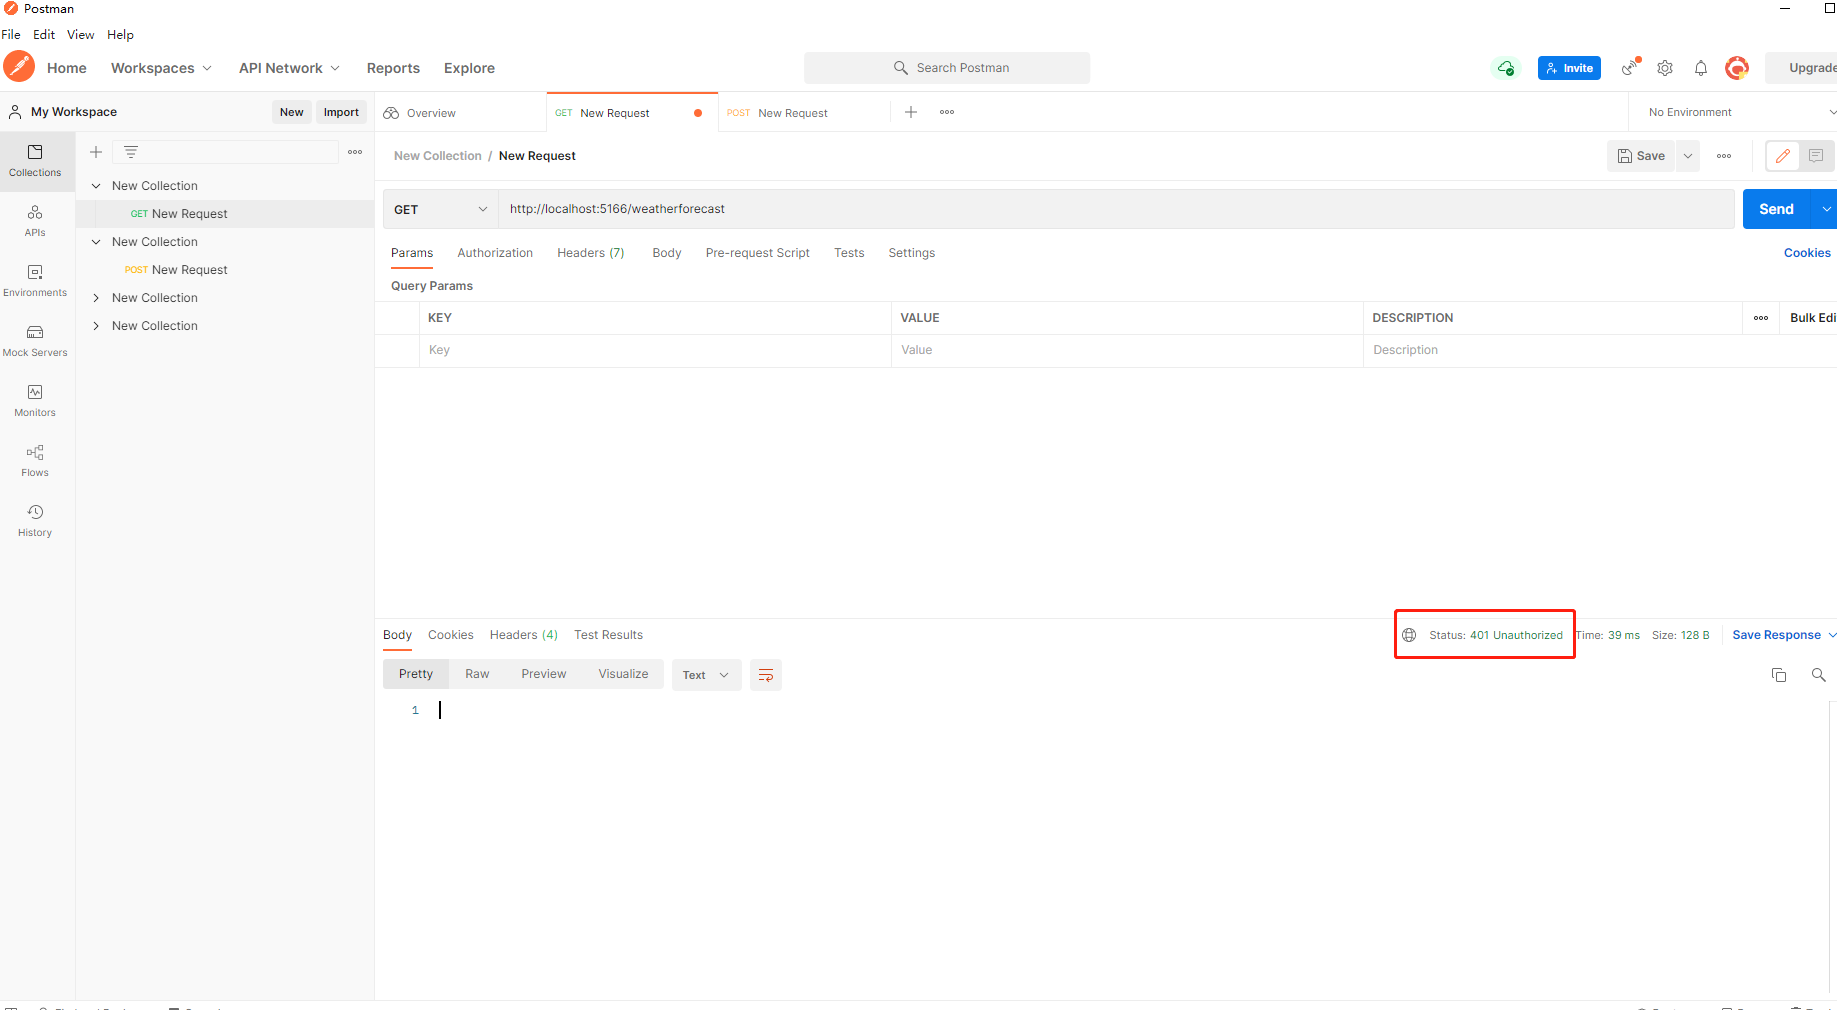 Postman
File Edit View Help
Home Workspaces API Network Reports Explore Search Postman Invite Upgrade
My Workspace New Import Overview GET New Request POST New Request No Environment
Collections
APIs
Environments
Mock Servers
Monitors
Flows
History
New Collection
GET New Request
New Collection
POST New Request
New Collection
New Collection
New Collection / New Request Save
GET http://localhost:5166/weatherforecast Send
Params Authorization Headers (7) Body Pre-request Script Tests Settings Cookies
Query Params
KEY VALUE DESCRIPTION Bulk Edi
Key Value Description
Body Cookies Headers (4) Test Results Status: 401 Unauthorized Time: 39 ms Size: 128 B Save Response
Pretty Raw Preview Visualize Text
1